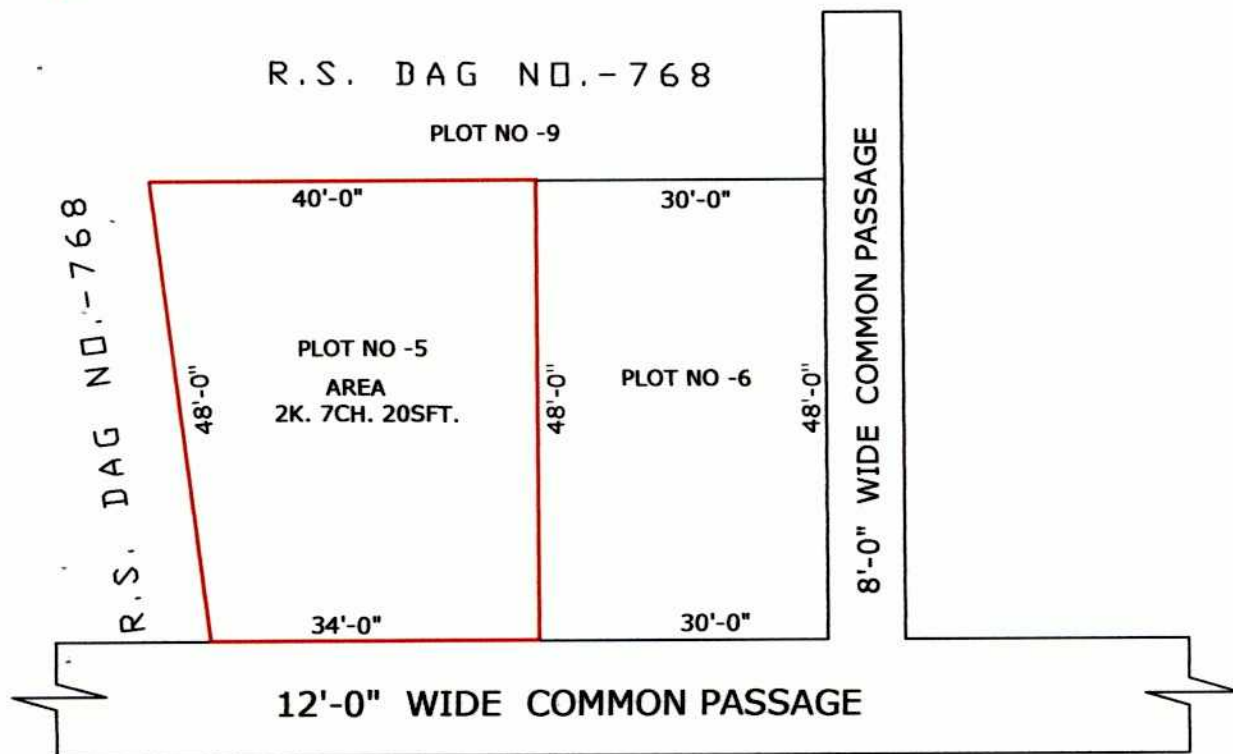 R.S. DAG NO.-768
PLOT NO -9
40'-0"
30'-0"
R.S. DAG NO.-768
48'-0"
PLOT NO -5
AREA
2K. 7CH. 20SFT.
48'-0"
PLOT NO -6
48'-0"
8'-0" WIDE COMMON PASSAGE
34'-0"
30'-0"
12'-0" WIDE COMMON PASSAGE